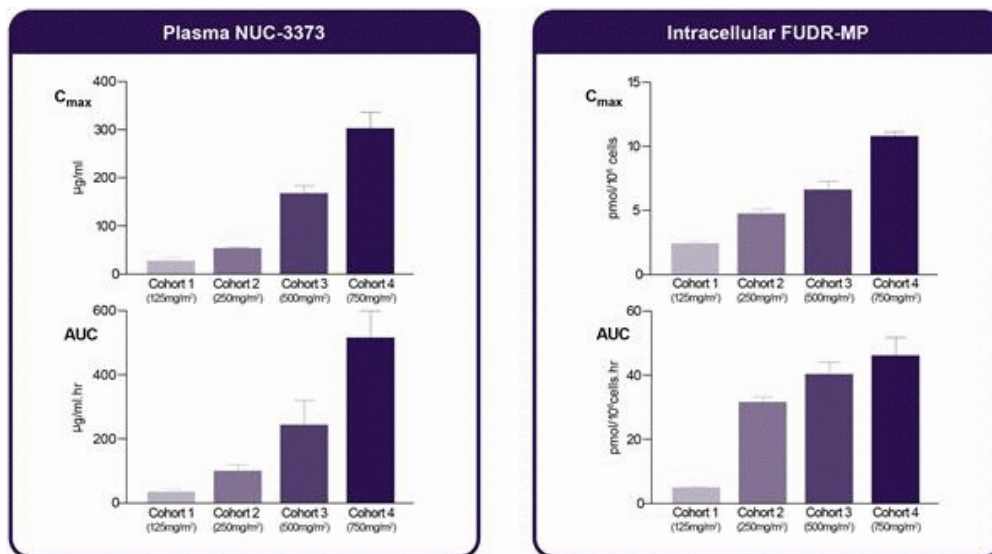 Plasma NUC-3373
Cmax
µg/ml
400
300
200
100
0
Cohort 1 Cohort 2 Cohort 3 Cohort 4
(125mg/m²) (250mg/m²) (500mg/m²) (750mg/m²)
AUC
µg/ml.hr
600
400
200
0
Cohort 1 Cohort 2 Cohort 3 Cohort 4
(125mg/m²) (250mg/m²) (500mg/m²) (750mg/m²)
Intracellular FUDR-MP
Cmax
pmol/10⁶ cells
15
10
5
0
Cohort 1 Cohort 2 Cohort 3 Cohort 4
(125mg/m²) (250mg/m²) (500mg/m²) (750mg/m²)
AUC
pmol/10⁶cells.hr
60
40
20
0
Cohort 1 Cohort 2 Cohort 3 Cohort 4
(125mg/m²) (250mg/m²) (500mg/m²) (750mg/m²)